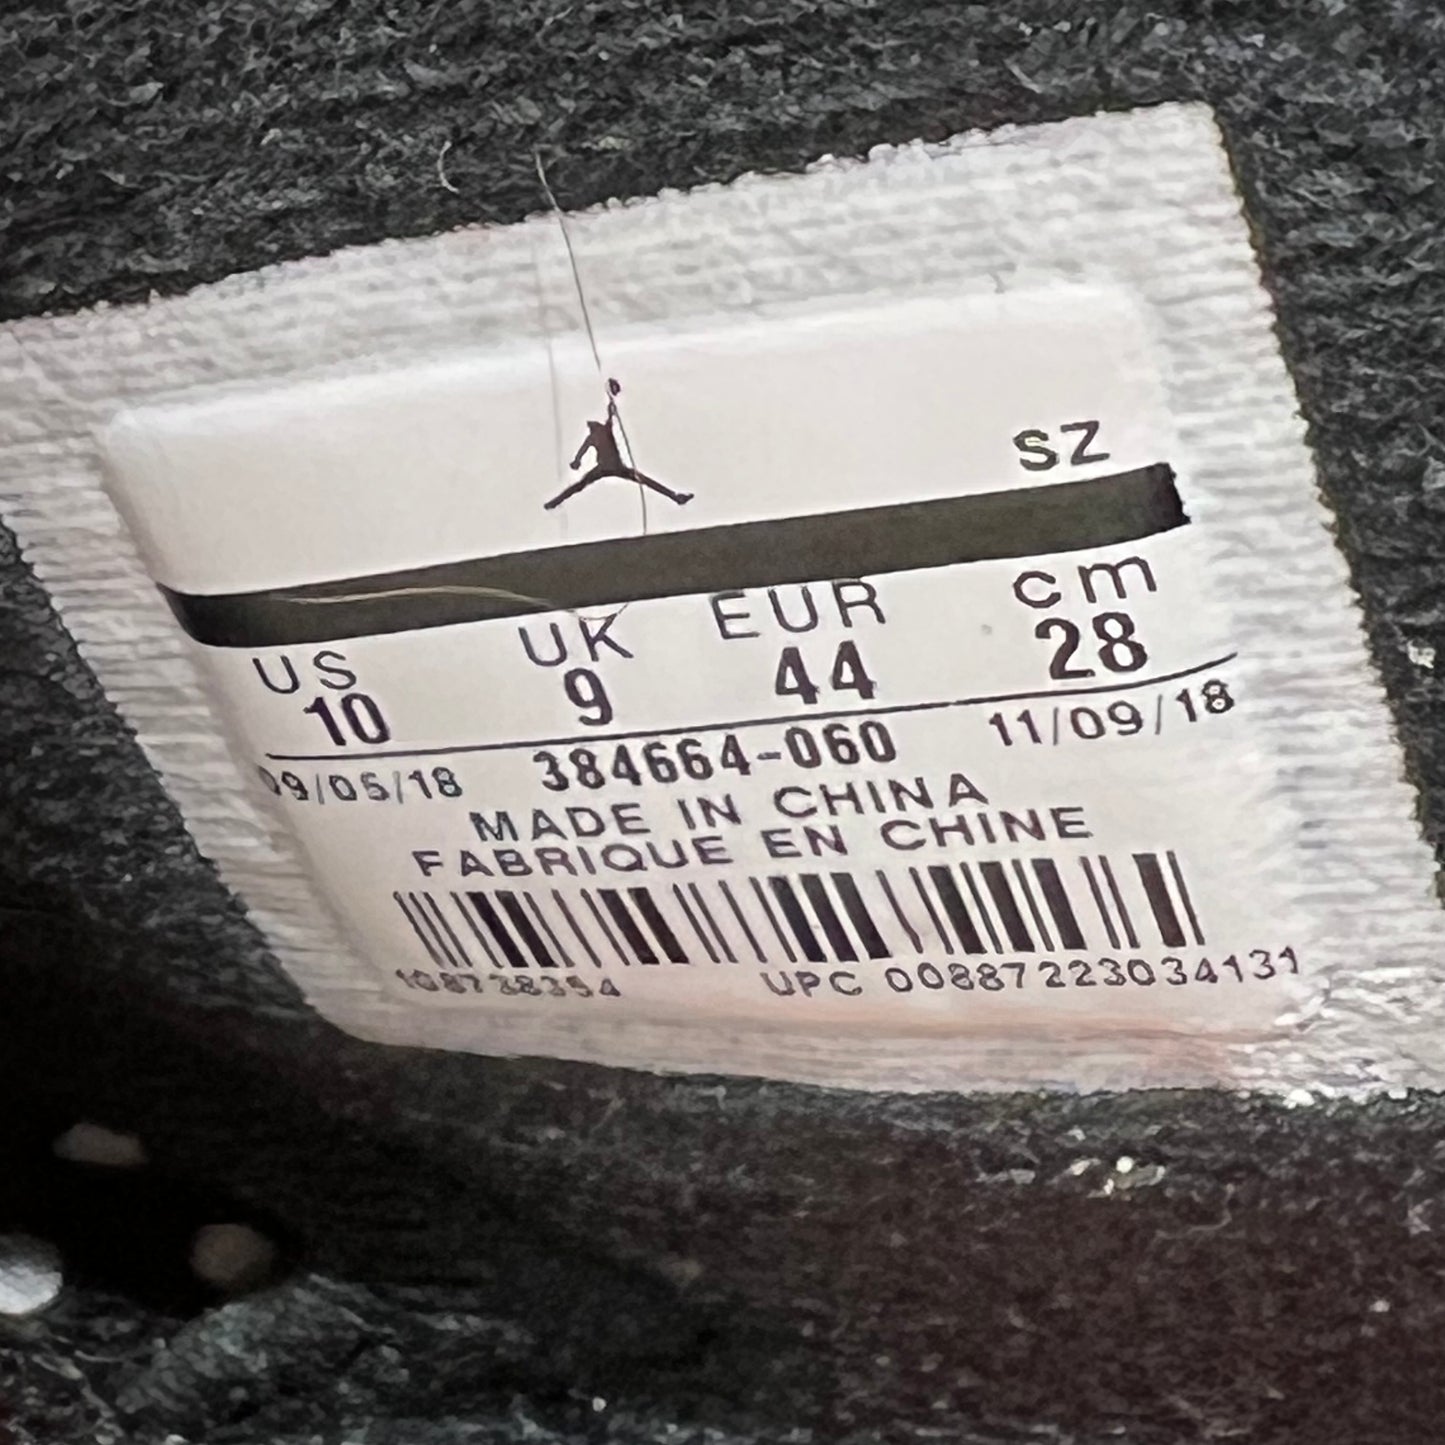 SZ
US UK EUR cm
10 9 44 28
09/05/18 384664-060 11/09/18
MADE IN CHINA
FABRIQUE EN CHINE
108738354 UPC 00887223034131